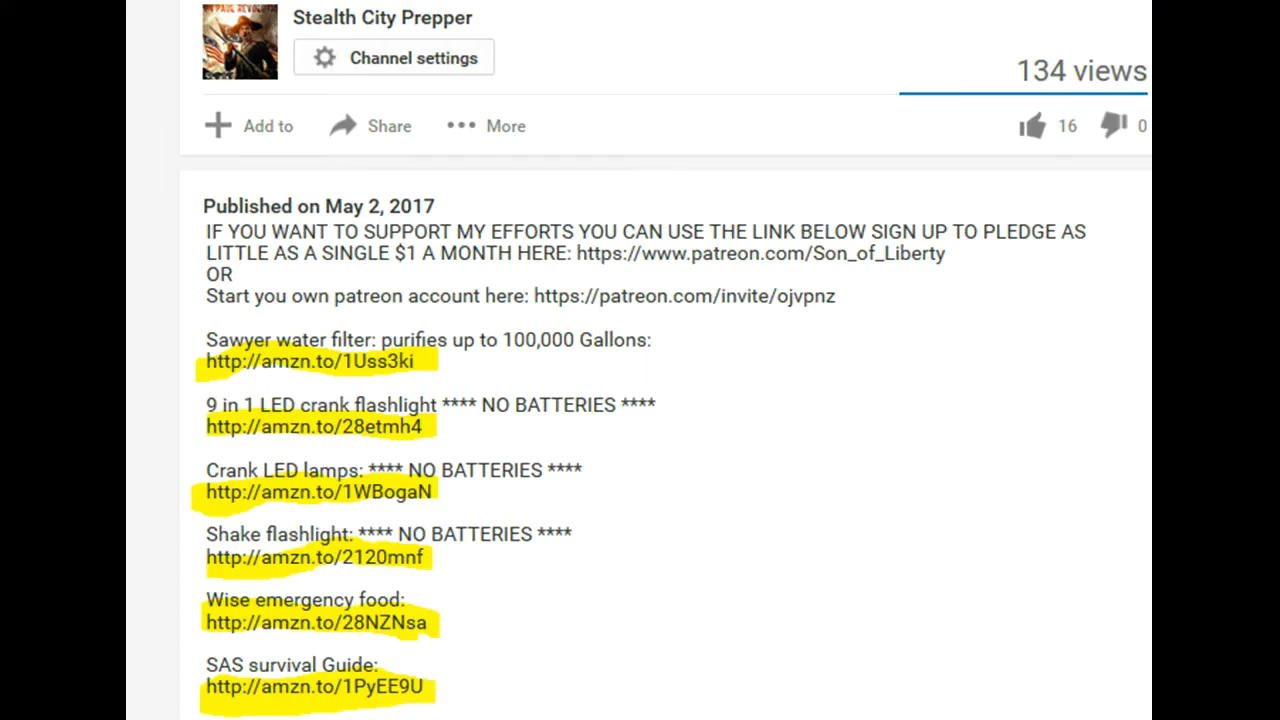 Stealth City Prepper
Channel settings
134 views
Add to Share More 16 0
Published on May 2, 2017
IF YOU WANT TO SUPPORT MY EFFORTS YOU CAN USE THE LINK BELOW SIGN UP TO PLEDGE AS
LITTLE AS A SINGLE $1 A MONTH HERE: https://www.patreon.com/Son_of_Liberty
OR
Start you own patreon account here: https://patreon.com/invite/ojvpnz
Sawyer water filter: purifies up to 100,000 Gallons:
http://amzn.to/1Uss3ki
9 in 1 LED crank flashlight **** NO BATTERIES ****
http://amzn.to/28etmh4
Crank LED lamps: **** NO BATTERIES ****
http://amzn.to/1WBogaN
Shake flashlight: **** NO BATTERIES ****
http://amzn.to/2120mnf
Wise emergency food:
http://amzn.to/28NZNsa
SAS survival Guide:
http://amzn.to/1PyEE9U